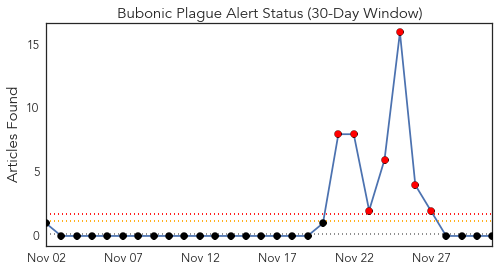 Bubonic Plague Alert Status (30-Day Window)
Articles Found
15
10
5
0
Nov 02 Nov 07 Nov 12 Nov 17 Nov 22 Nov 27